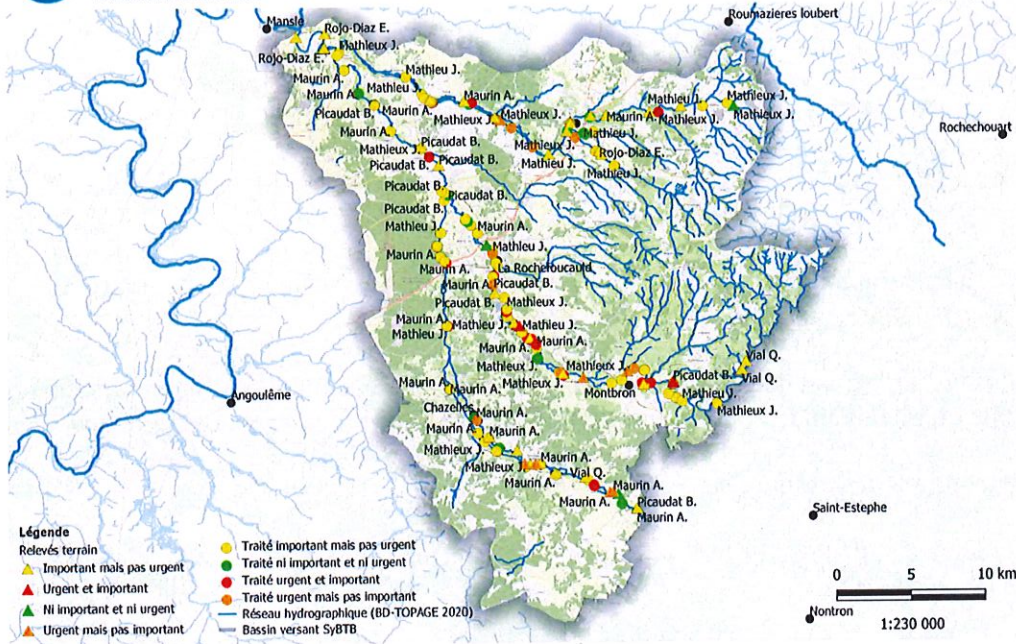 Mansle
Rojo-Diaz E.
Roumazieres loubert
Rojo-Diaz E.
Mathieux J.
Maurin A.
Mathieu J.
Mathieu J.
Maurin A.
Maurin A.
Mathieu J.
Mathieux J.
Picaudat B.
Maurin A.
Mathieux J.
Mathieux J.
Maurin A.
Mathieux J.
Mathieux J.
Rochechouart
Maurin A.
Mathieu J.
Mathieux J.
Picaudat B.
Mathieux J.
Rojo-Diaz E.
Picaudat B.
Picaudat B.
Mathieu J.
Mathieu J.
Picaudat B.
Picaudat B.
Picaudat B.
Mathieu J.
Maurin A.
Mathieu J.
Maurin A.
Maurin A.
La Rochefoucauld
Maurin A.
Picaudat B.
Picaudat B.
Mathieux J.
Maurin A.
Mathieu J.
Mathieu J.
Mathieu J.
Maurin A.
Maurin A.
Mathieux J.
Mathieux J.
Vial Q.
Mathieux J.
Picaudat B.
Vial Q.
Montbron
Mathieu J.
Mathieux J.
Angoulême
Maurin A.
Maurin A.
Chazelles
Maurin A.
Maurin A.
Maurin A.
Mathieux J.
Mathieux J.
Maurin A.
Vial Q.
Maurin A.
Maurin A.
Maurin A.
Picaudat B.
Maurin A.
Saint-Estephe
Légende
Relevés terrain
Important mais pas urgent
Urgent et important
Ni important et ni urgent
Urgent mais pas important
Traité important mais pas urgent
Traité ni important et ni urgent
Traité urgent et important
Traité urgent mais pas important
Réseau hydrographique (BD-TOPAGE 2020)
Bassin versant SyBTB
0 5 10 km
Nontron
1:230 000